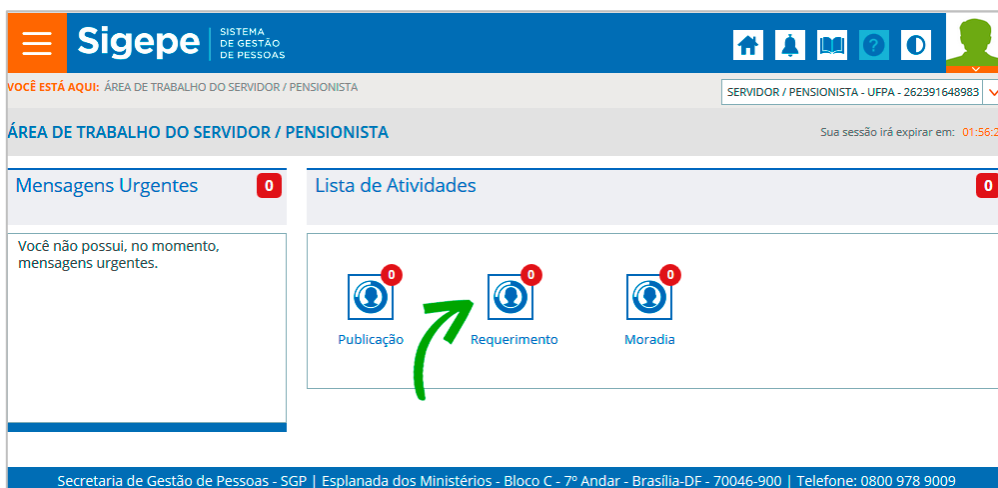 Sigepe
SISTEMA
DE GESTÃO
DE PESSOAS
?
VOCÊ ESTÁ AQUI: ÁREA DE TRABALHO DO SERVIDOR / PENSIONISTA
SERVIDOR / PENSIONISTA - UFPA - 262391648983
ÁREA DE TRABALHO DO SERVIDOR / PENSIONISTA
Sua sessão irá expirar em: 01:56:2
Mensagens Urgentes 0
Lista de Atividades 0
Você não possui, no momento,
mensagens urgentes.
0 0 0
Publicação Requerimento Moradia
Secretaria de Gestão de Pessoas - SGP | Esplanada dos Ministérios - Bloco C - 7º Andar - Brasília-DF - 70046-900 | Telefone: 0800 978 9009